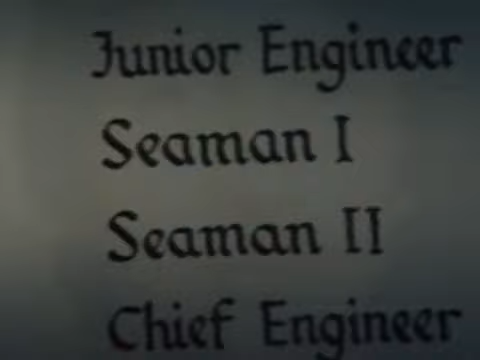 Junior Engineer
Seaman I
Seaman II
Chief Engineer